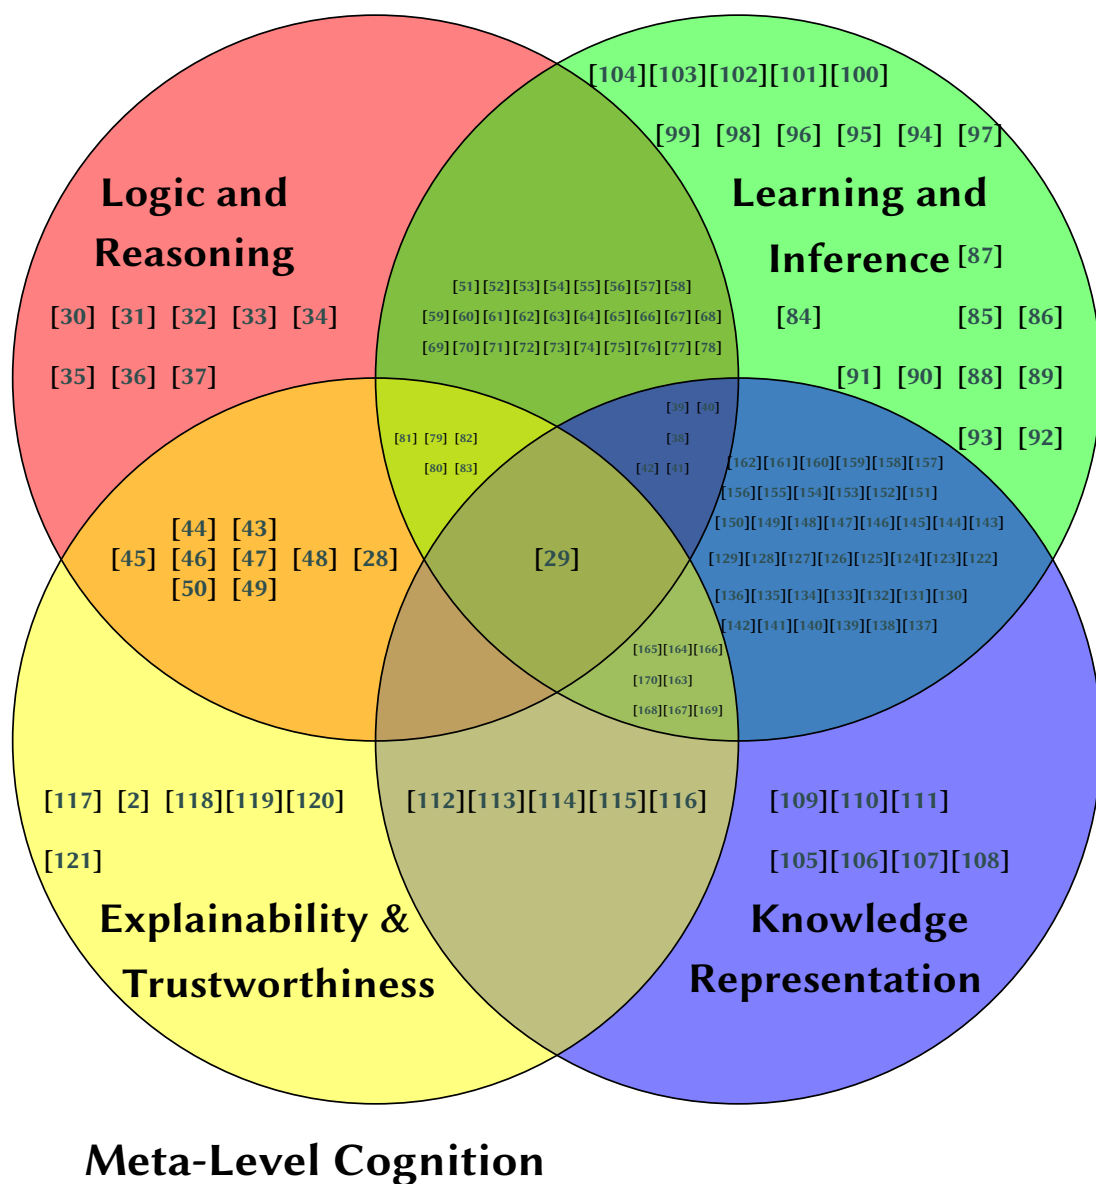 [104][103][102][101][100]
[99] [98] [96] [95] [94] [97]
Logic and
Reasoning
Learning and
Inference
[87]
[51][52][53][54][55][56][57][58]
[30] [31] [32] [33] [34]
[59][60][61][62][63][64][65][66][67][68]
[84]
[85] [86]
[69][70][71][72][73][74][75][76][77][78]
[35] [36] [37]
[91] [90] [88] [89]
[39] [40]
[81] [79] [82]
[38]
[93] [92]
[80] [83]
[42] [41]
[162][161][160][159][158][157]
[156][155][154][153][152][151]
[150][149][148][147][146][145][144][143]
[44] [43]
[45] [46] [47] [48] [28]
[50] [49]
[29]
[129][128][127][126][125][124][123][122]
[136][135][134][133][132][131][130]
[142][141][140][139][138][137]
[165][164][166]
[170][163]
[168][167][169]
[117] [2] [118][119][120]
[121]
[112][113][114][115][116]
[109][110][111]
[105][106][107][108]
Explainability &
Trustworthiness
Knowledge
Representation
Meta-Level Cognition